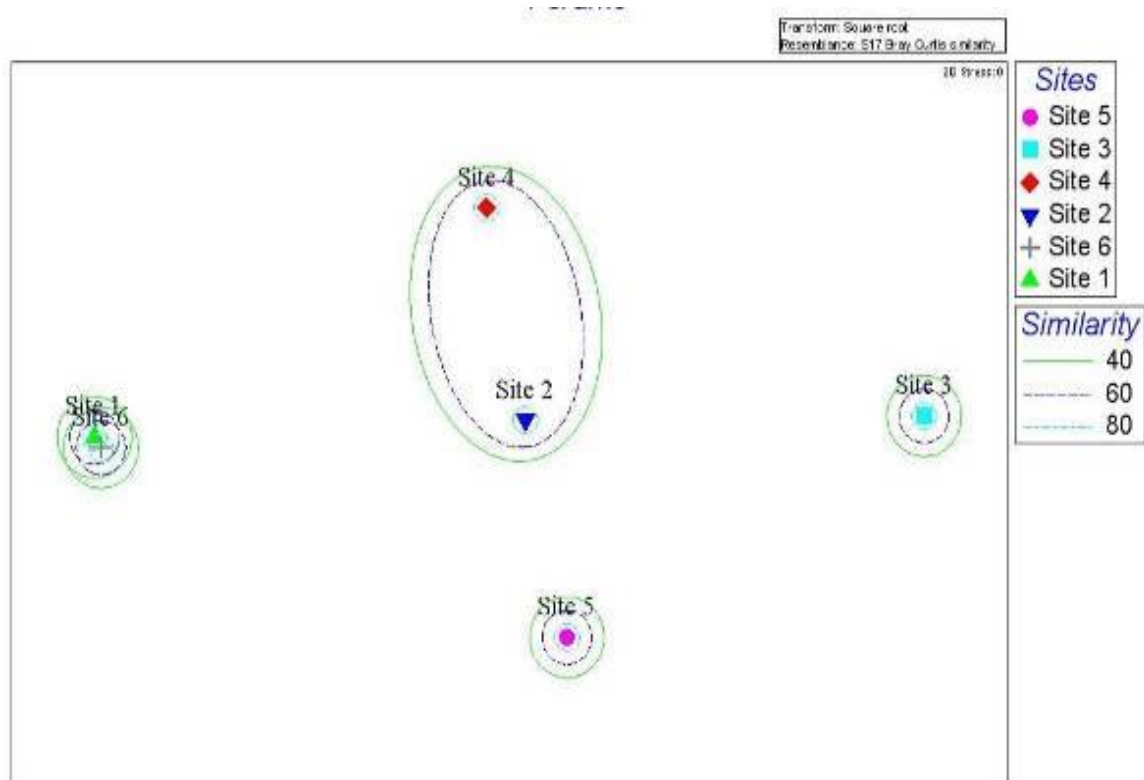 Transform: Square root
Resemblance: S17 Bray Curtis similarity
2D Stress: 0
Sites
Site 5
Site 3
Site 4
Site 2
Site 6
Site 1
Similarity
40
60
80
Site 4
Site 2
Site 3
Site 1
Site 6
Site 5